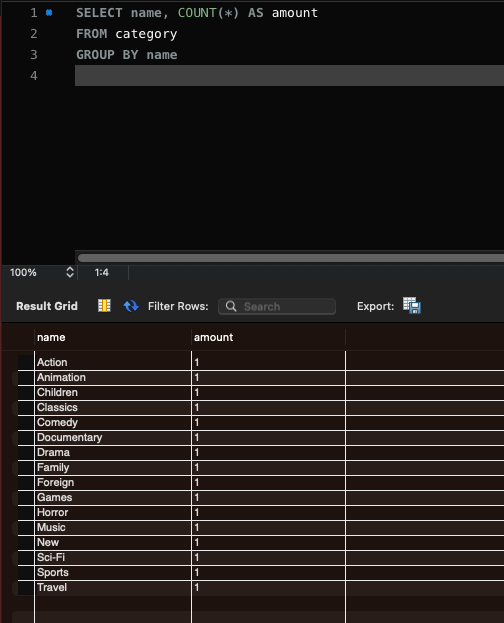 1 SELECT name, COUNT(*) AS amount
2 FROM category
3 GROUP BY name
4
100% 1:4
Result Grid Filter Rows: Search Export:
name amount
Action 1
Animation 1
Children 1
Classics 1
Comedy 1
Documentary 1
Drama 1
Family 1
Foreign 1
Games 1
Horror 1
Music 1
New 1
Sci-Fi 1
Sports 1
Travel 1